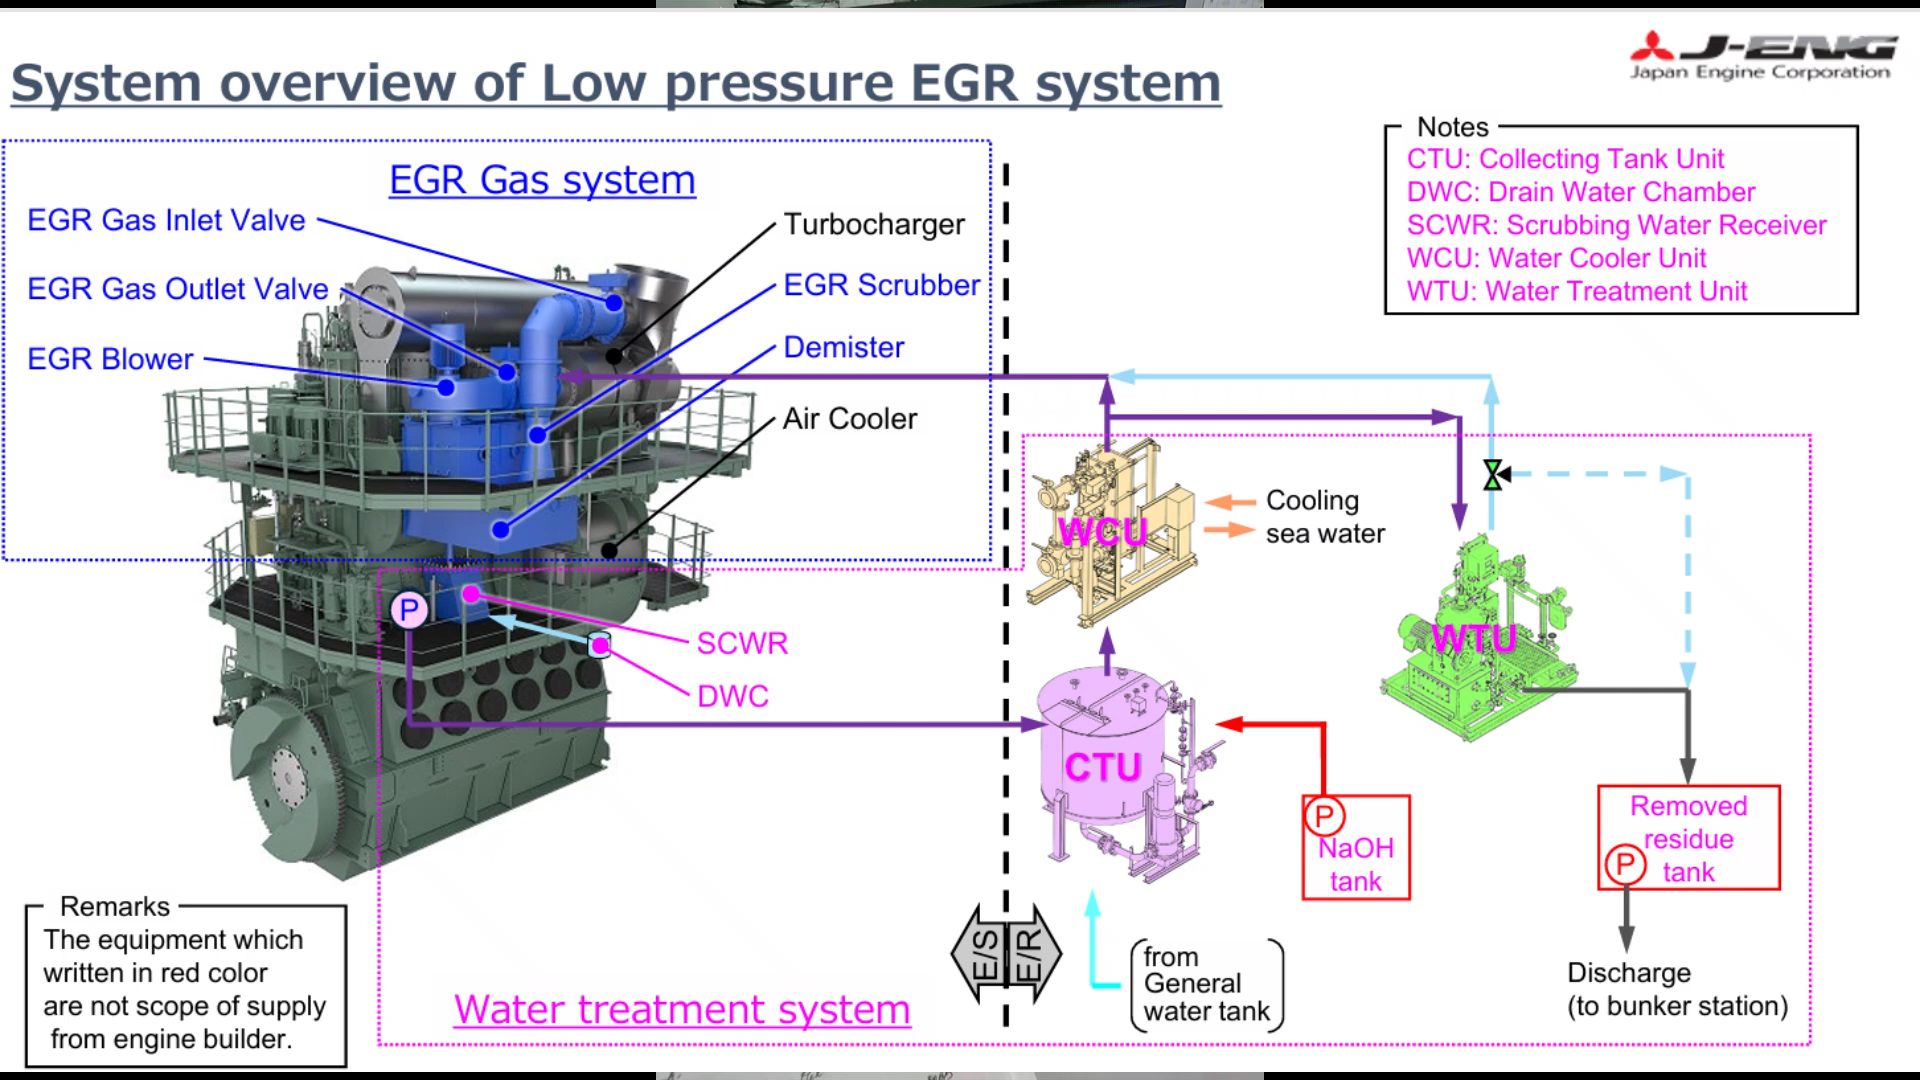 System overview of Low pressure EGR system
J-ENG
Japan Engine Corporation
Notes
CTU: Collecting Tank Unit
DWC: Drain Water Chamber
SCWR: Scrubbing Water Receiver
WCU: Water Cooler Unit
WTU: Water Treatment Unit
EGR Gas system
EGR Gas Inlet Valve
EGR Gas Outlet Valve
EGR Blower
Turbocharger
EGR Scrubber
Demister
Air Cooler
WCU
Cooling
sea water
WTU
P
SCWR
DWC
CTU
P
NaOH
tank
Removed
residue
P
tank
Discharge
(to bunker station)
E/S
E/R
from
General
water tank
Water treatment system
Remarks
The equipment which
written in red color
are not scope of supply
from engine builder.